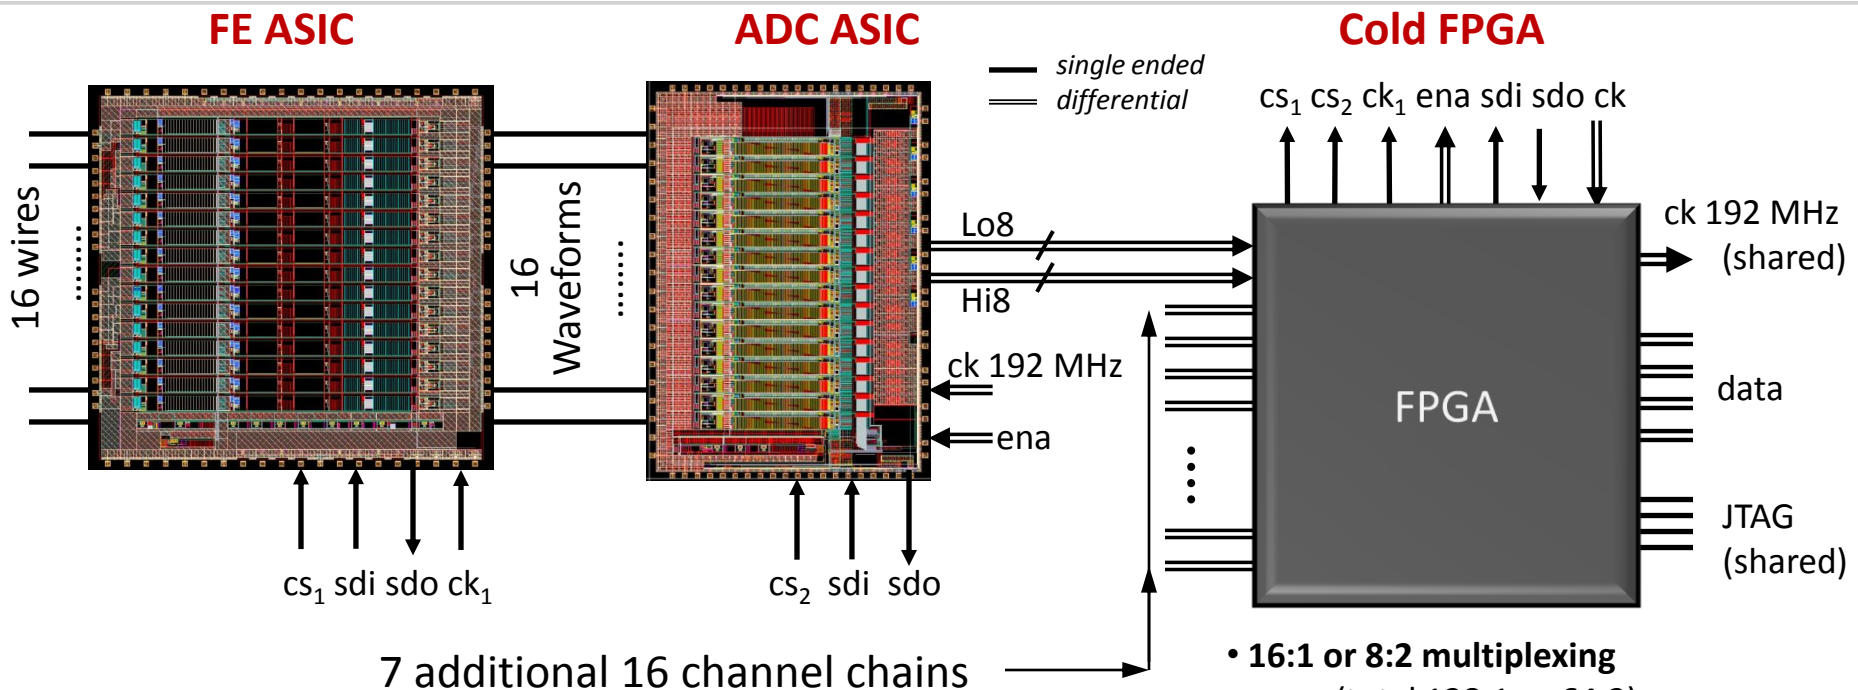 FE ASIC
ADC ASIC
Cold FPGA
single ended
differential
cs1 cs2 ck1 ena sdi sdo ck
16 wires
16
Waveforms
Lo8
Hi8
ck 192 MHz
ena
ck 192 MHz
(shared)
FPGA
data
JTAG
(shared)
cs1 sdi sdo ck1
cs2 sdi sdo
7 additional 16 channel chains
• 16:1 or 8:2 multiplexing